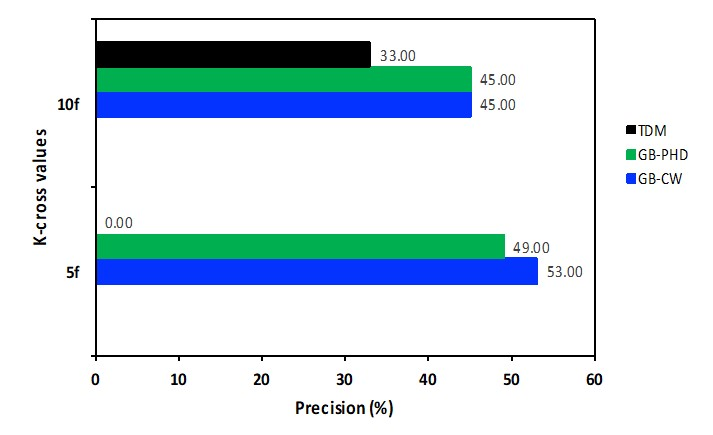 33.00
45.00
10f
45.00
K-cross values
0.00
49.00
5f
53.00
0 10 20 30 40 50 60
Precision (%)
TDM
GB-PHD
GB-CW